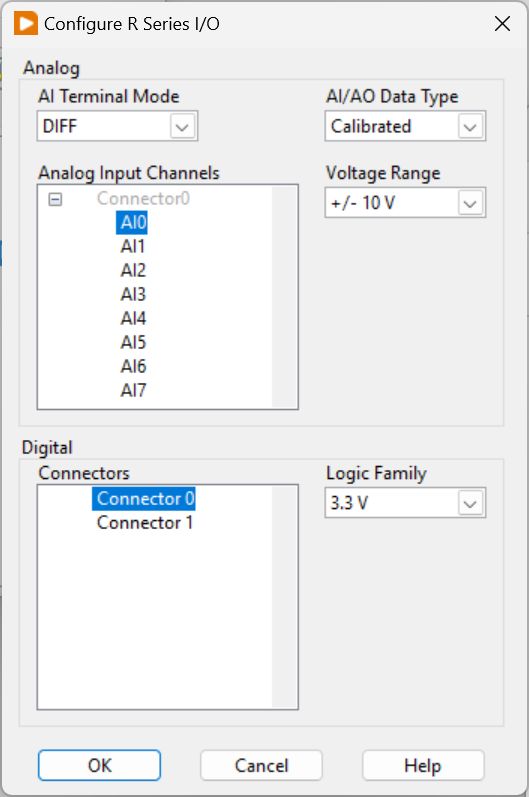 Configure R Series I/O
Analog
AI Terminal Mode
AI/AO Data Type
DIFF
Calibrated
Analog Input Channels
Voltage Range
Connector0
+/- 10 V
AI0
AI1
AI2
AI3
AI4
AI5
AI6
AI7
Digital
Connectors
Logic Family
Connector 0
3.3 V
Connector 1
OK
Cancel
Help